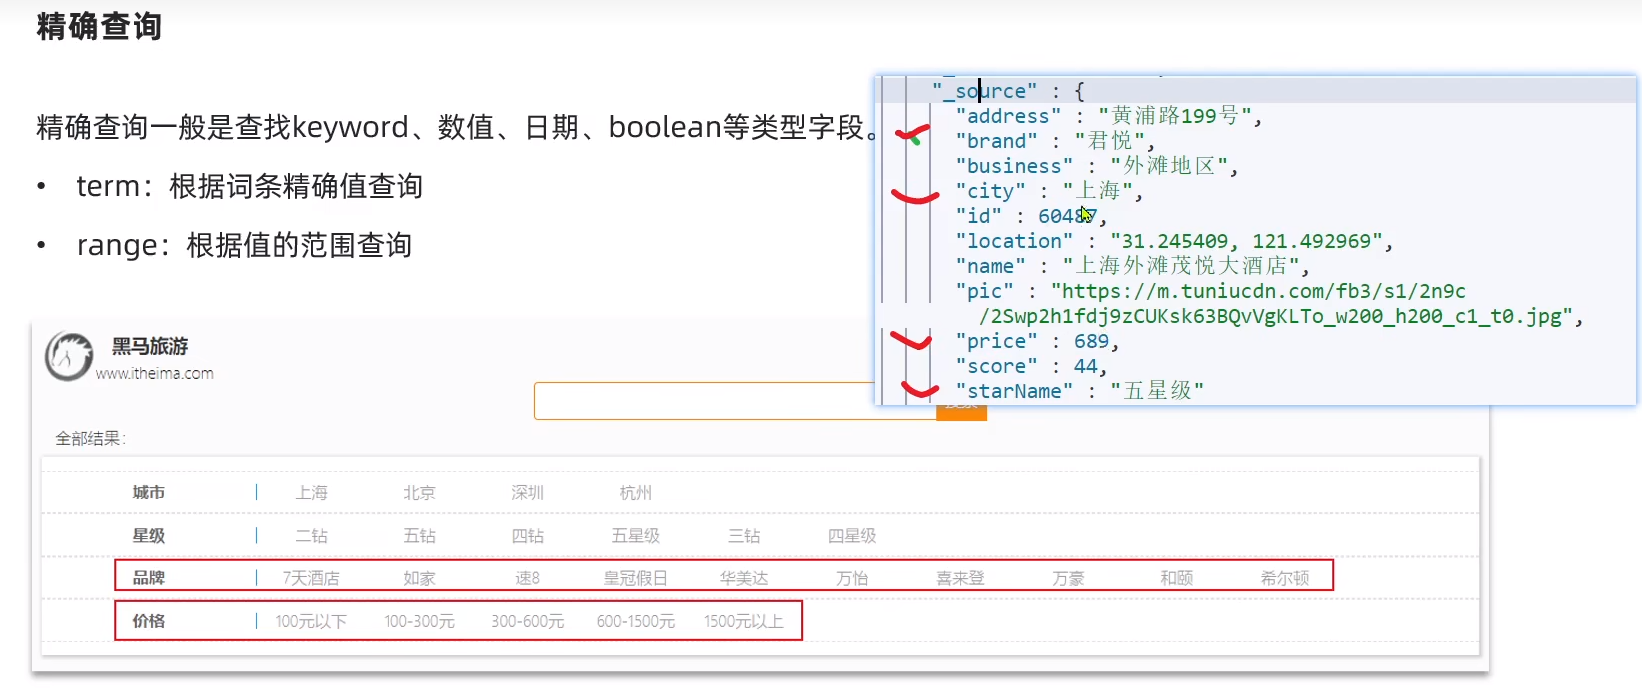 精确查询
精确查询一般是查找keyword、数值、日期、boolean等类型字段。
• term：根据词条精确值查询
• range：根据值的范围查询
"_source" : {
"address" : "黄浦路199号",
"brand" : "君悦",
"business" : "外滩地区",
"city" : "上海",
"id" : 60487,
"location" : "31.245409, 121.492969",
"name" : "上海外滩茂悦大酒店",
"pic" : "https://m.tuniucdn.com/fb3/s1/2n9c
/2Swp2h1fdj9zCUKsk63BQvVgKLTo_w200_h200_c1_t0.jpg",
"price" : 689,
"score" : 44,
"starName" : "五星级"
黑马旅游
www.itheima.com
全部结果:
城市 上海 北京 深圳 杭州
星级 二钻 五钻 四钻 五星级 三钻 四星级
品牌 7天酒店 如家 速8 皇冠假日 华美达 万怡 喜来登 万豪 和颐 希尔顿
价格 100元以下 100-300元 300-600元 600-1500元 1500元以上